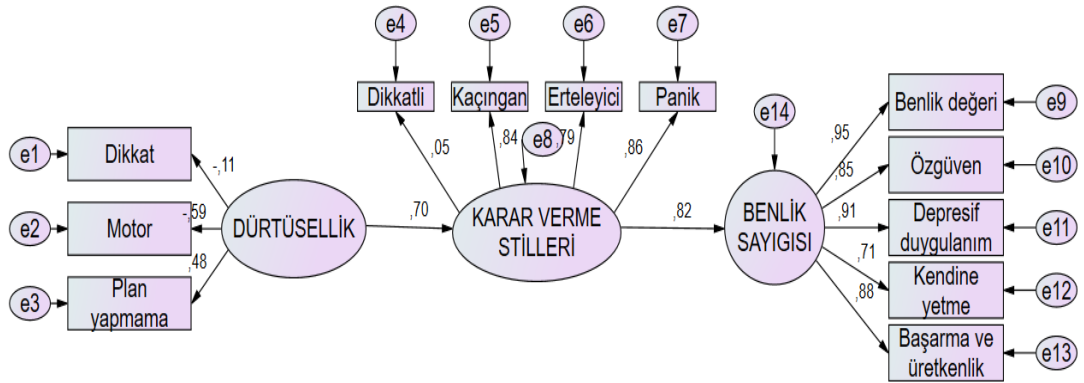 e4
e5
e6
e7
Dikkatli
Kaçıngan
Erteleyici
Panik
e14
Benlik değeri
e9
e1
Dikkat
-,11
,05
,84
e8
,79
,86
,95
Özgüven
e10
,85
e2
Motor
-,59
DÜRTÜSELLİK
,70
KARAR VERME
STİLLERİ
,82
BENLİK
SAYIGISI
,91
Depresif
duygulanım
e11
,48
,71
Kendine
yetme
e12
e3
Plan
yapmama
,88
Başarma ve
üretkenlik
e13